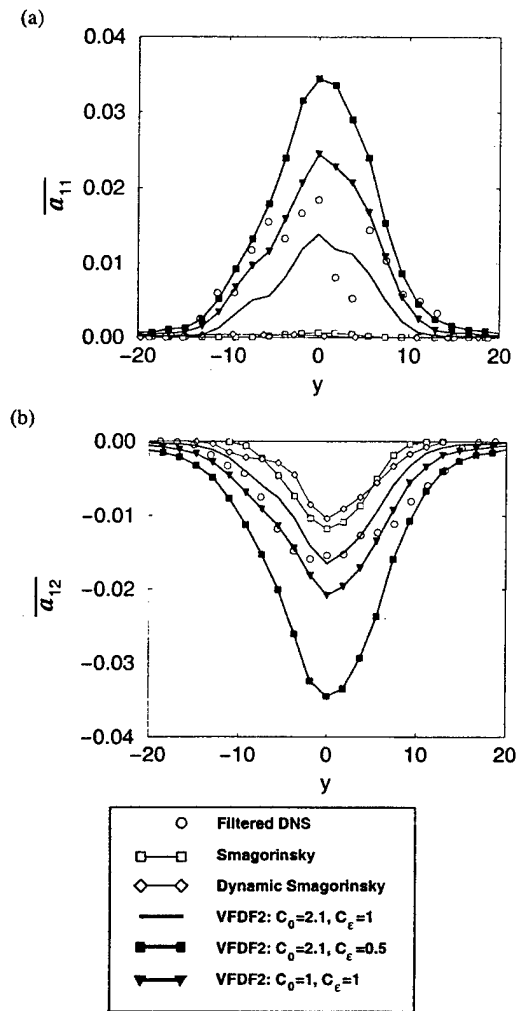 (a)
0.04
0.03
0.02
0.01
0.00
a̅₁₁
-20 -10 0 10 20
y
(b)
0.00
-0.01
-0.02
-0.03
-0.04
a̅₁₂
-20 -10 0 10 20
y
Filtered DNS
Smagorinsky
Dynamic Smagorinsky
VFDF2: C₀=2.1, Cε=1
VFDF2: C₀=2.1, Cε=0.5
VFDF2: C₀=1, Cε=1